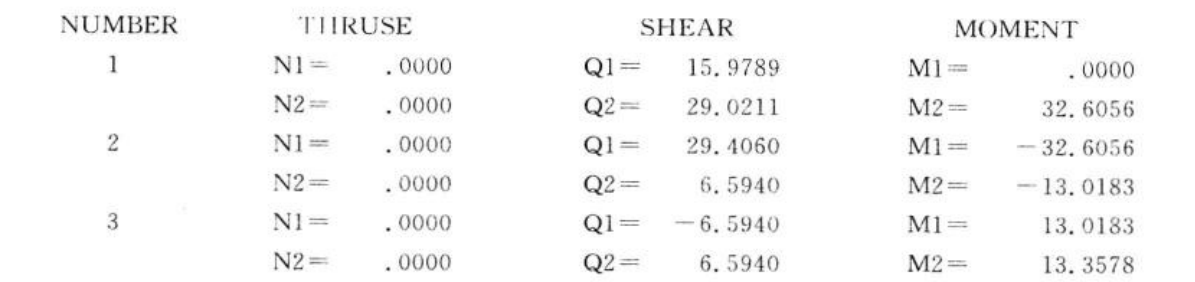 NUMBER THRUSE SHEAR MOMENT
1 N1= .0000 Q1= 15.9789 M1= .0000
N2= .0000 Q2= 29.0211 M2= 32.6056
2 N1= .0000 Q1= 29.4060 M1= -32.6056
N2= .0000 Q2= 6.5940 M2= -13.0183
3 N1= .0000 Q1= -6.5940 M1= 13.0183
N2= .0000 Q2= 6.5940 M2= 13.3578